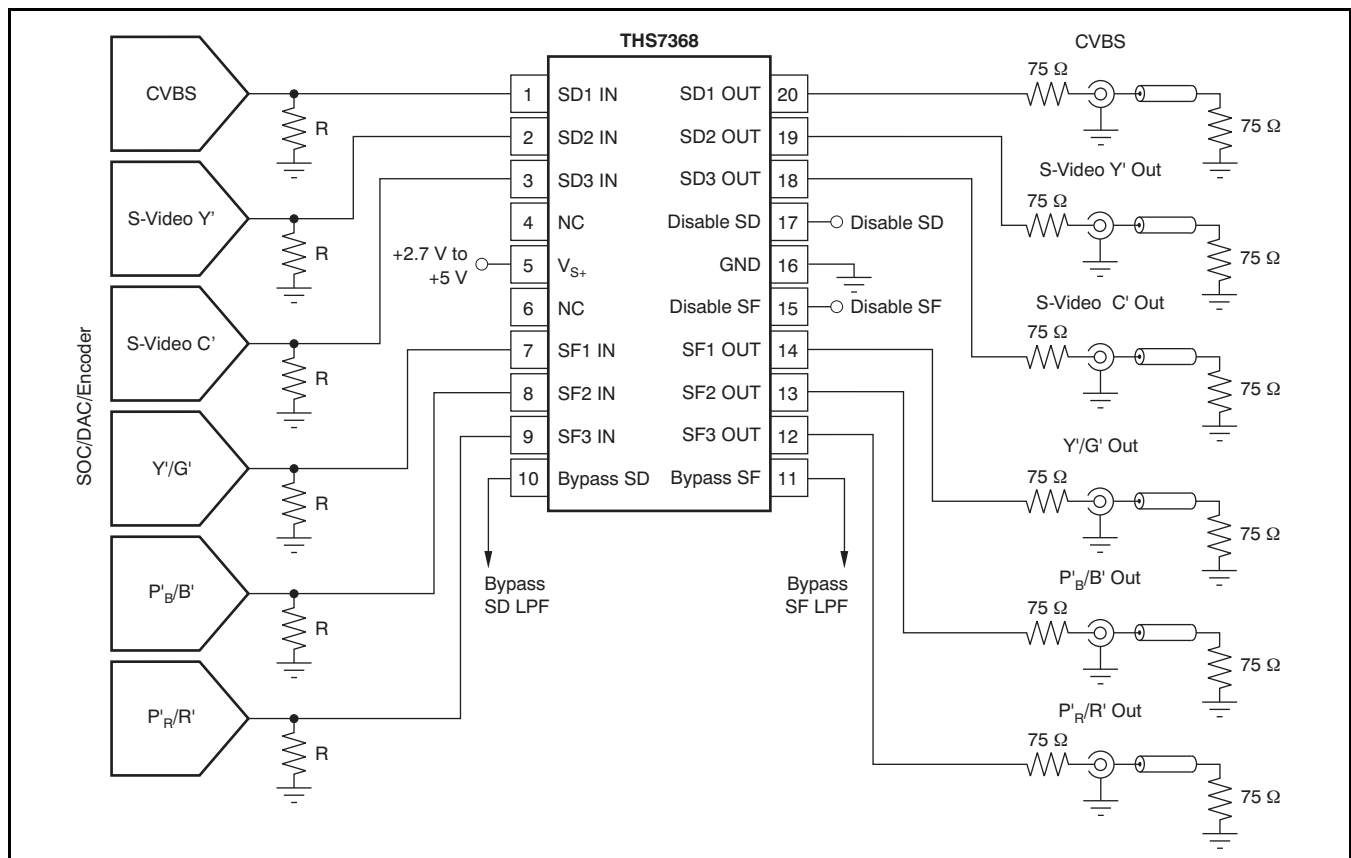 THS7368
SOC/DAC/Encoder
CVBS
S-Video Y’
S-Video C’
Y'/G'
P'B/B'
P'R/R'
R
R
R
R
R
R
+2.7 V to
+5 V
1 SD1 IN
2 SD2 IN
3 SD3 IN
4 NC
5 VS+
6 NC
7 SF1 IN
8 SF2 IN
9 SF3 IN
10 Bypass SD
SD1 OUT 20
SD2 OUT 19
SD3 OUT 18
Disable SD 17
GND 16
Disable SF 15
SF1 OUT 14
SF2 OUT 13
SF3 OUT 12
Bypass SF 11
Disable SD
Disable SF
Bypass
SD LPF
Bypass
SF LPF
CVBS
75 Ω
75 Ω
S-Video Y' Out
75 Ω
75 Ω
S-Video C' Out
75 Ω
75 Ω
Y'/G' Out
75 Ω
75 Ω
P'B/B' Out
75 Ω
75 Ω
P'R/R' Out
75 Ω
75 Ω